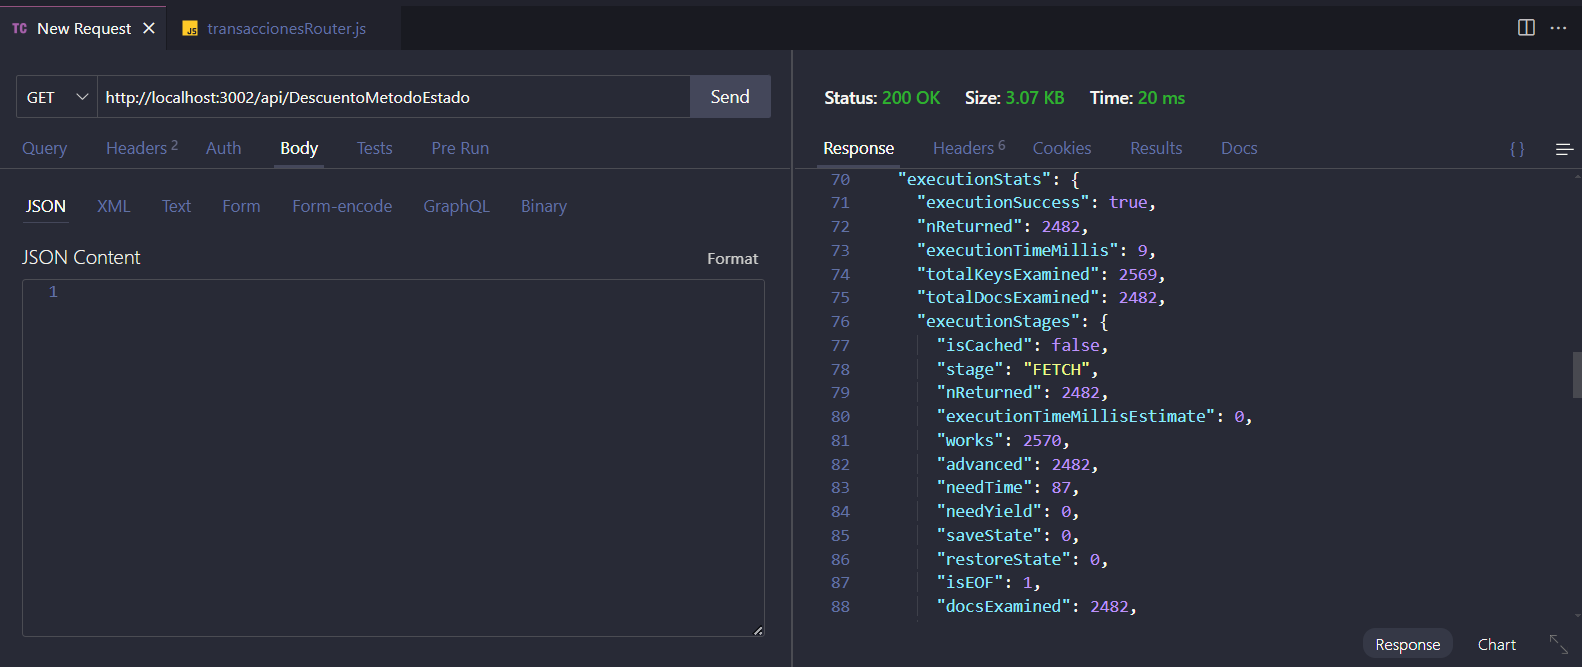 TC New Request
JS transaccionesRouter.js
GET http://localhost:3002/api/DescuentoMetodoEstado Send
Query Headers 2 Auth Body Tests Pre Run
JSON XML Text Form Form-encode GraphQL Binary
JSON Content Format
1
Status: 200 OK Size: 3.07 KB Time: 20 ms
Response Headers 6 Cookies Results Docs { }
70 "executionStats": {
71 "executionSuccess": true,
72 "nReturned": 2482,
73 "executionTimeMillis": 9,
74 "totalKeysExamined": 2569,
75 "totalDocsExamined": 2482,
76 "executionStages": {
77 "isCached": false,
78 "stage": "FETCH",
79 "nReturned": 2482,
80 "executionTimeMillisEstimate": 0,
81 "works": 2570,
82 "advanced": 2482,
83 "needTime": 87,
84 "needYield": 0,
85 "saveState": 0,
86 "restoreState": 0,
87 "isEOF": 1,
88 "docsExamined": 2482,
Response Chart